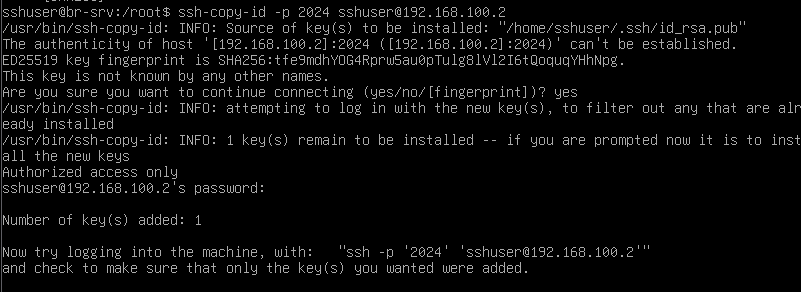 sshuser@br-srv:/root$ ssh-copy-id -p 2024 sshuser@192.168.100.2
/usr/bin/ssh-copy-id: INFO: Source of key(s) to be installed: "/home/sshuser/.ssh/id_rsa.pub"
The authenticity of host '[192.168.100.2]:2024 ([192.168.100.2]:2024)' can't be established.
ED25519 key fingerprint is SHA256:tfe9mdhYOG4Rprw5au0pTulg8lVl2I6tQoquqYHhNpg.
This key is not known by any other names.
Are you sure you want to continue connecting (yes/no/[fingerprint])? yes
/usr/bin/ssh-copy-id: INFO: attempting to log in with the new key(s), to filter out any that are alr
eady installed
/usr/bin/ssh-copy-id: INFO: 1 key(s) remain to be installed -- if you are prompted now it is to inst
all the new keys
Authorized access only
sshuser@192.168.100.2's password:
Number of key(s) added: 1
Now try logging into the machine, with:   "ssh -p '2024' 'sshuser@192.168.100.2'"
and check to make sure that only the key(s) you wanted were added.